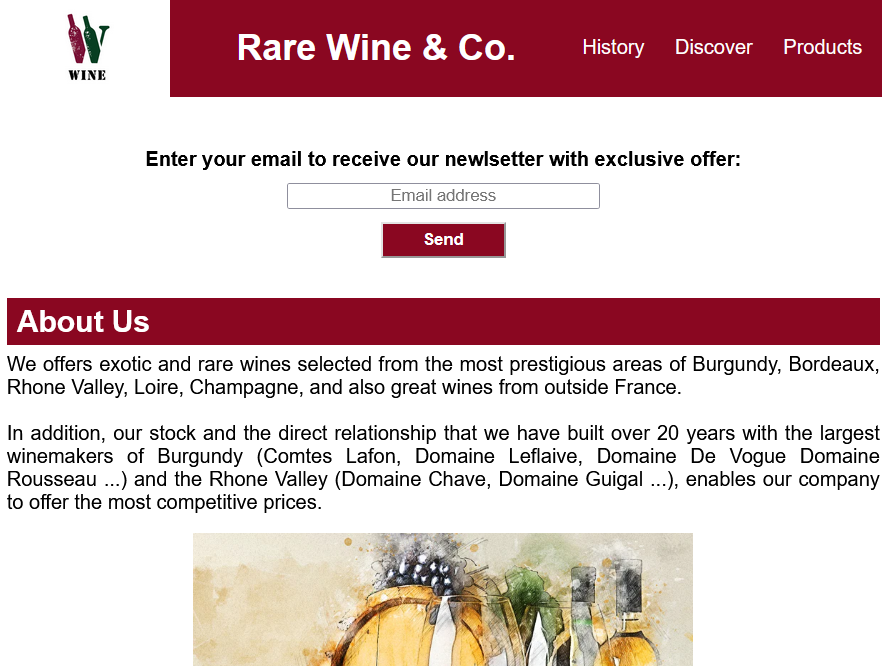 WINE
Rare Wine & Co.
History Discover Products
Enter your email to receive our newlsetter with exclusive offer:
Email address
Send
About Us
We offers exotic and rare wines selected from the most prestigious areas of Burgundy, Bordeaux,
Rhone Valley, Loire, Champagne, and also great wines from outside France.
In addition, our stock and the direct relationship that we have built over 20 years with the largest
winemakers of Burgundy (Comtes Lafon, Domaine Leflaive, Domaine De Vogue Domaine
Rousseau ...) and the Rhone Valley (Domaine Chave, Domaine Guigal ...), enables our company
to offer the most competitive prices.